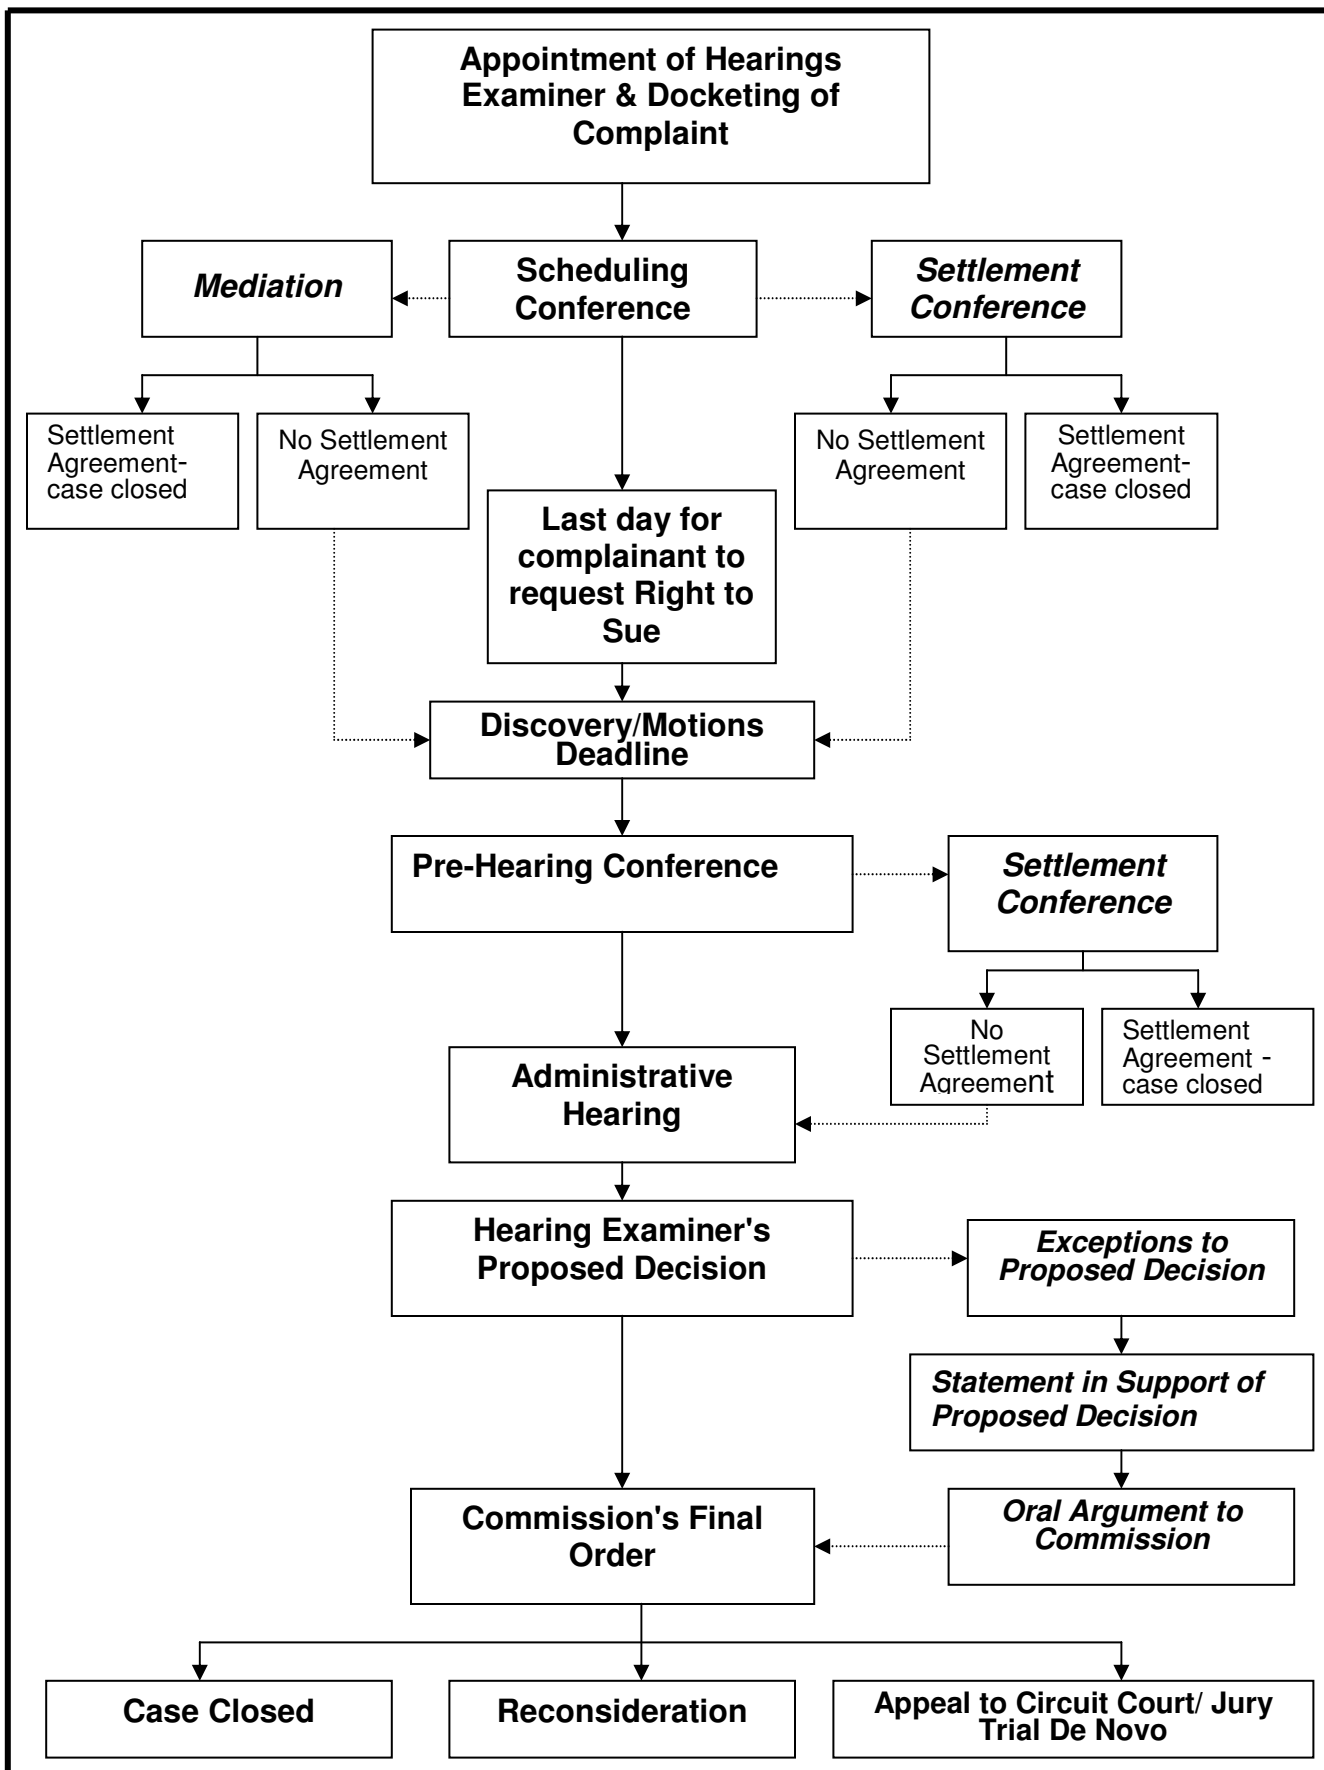 Appointment of Hearings
Examiner & Docketing of
Complaint
Mediation
Scheduling
Conference
Settlement
Conference
Settlement
Agreement-
case closed
No Settlement
Agreement
No Settlement
Agreement
Settlement
Agreement-
case closed
Last day for
complainant to
request Right to
Sue
Discovery/Motions
Deadline
Pre-Hearing Conference
Settlement
Conference
No
Settlement
Agreement
Settlement
Agreement -
case closed
Administrative
Hearing
Hearing Examiner's
Proposed Decision
Exceptions to
Proposed Decision
Statement in Support of
Proposed Decision
Commission's Final
Order
Oral Argument to
Commission
Case Closed
Reconsideration
Appeal to Circuit Court/ Jury
Trial De Novo